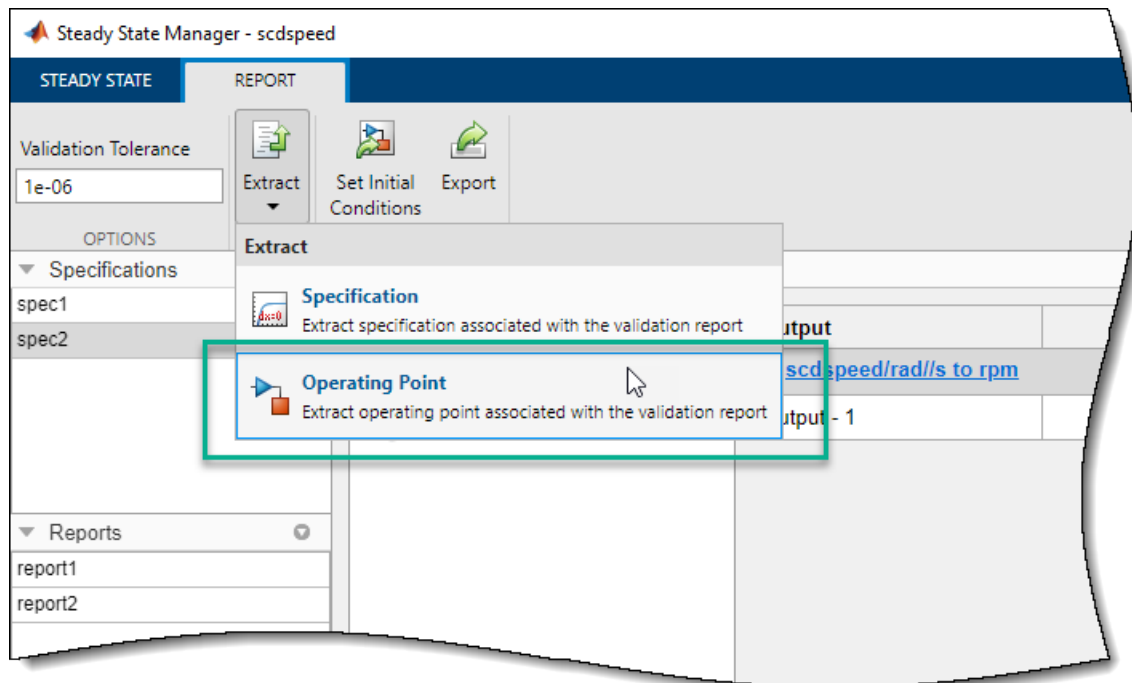 Steady State Manager - scdspeed
STEADY STATE
REPORT
Validation Tolerance
1e-06
OPTIONS
Extract
Set Initial
Conditions
Export
Extract
Specification
Extract specification associated with the validation report
Operating Point
Extract operating point associated with the validation report
Specifications
spec1
spec2
scdspeed/rad//s to rpm
- 1
Reports
report1
report2